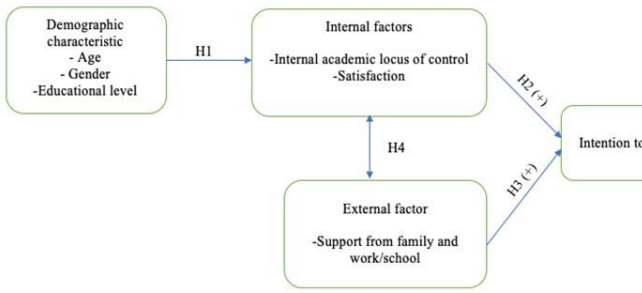 Demographic
characteristic
- Age
- Gender
-Educational level
H1
Internal factors
-Internal academic locus of control
-Satisfaction
H2 (+)
H4
Intention to
H3 (+)
External factor
-Support from family and
work/school